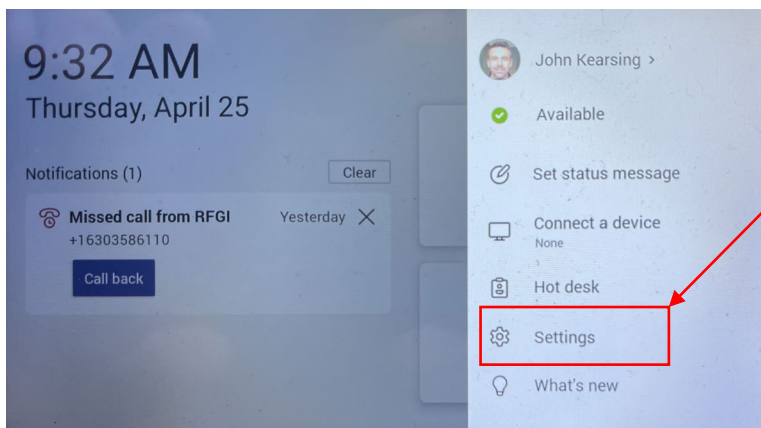 9:32 AM
Thursday, April 25
Notifications (1)
Clear
Missed call from RFGI
Yesterday
+16303586110
Call back
John Kearsing >
Available
Set status message
Connect a device
None
Hot desk
Settings
What's new